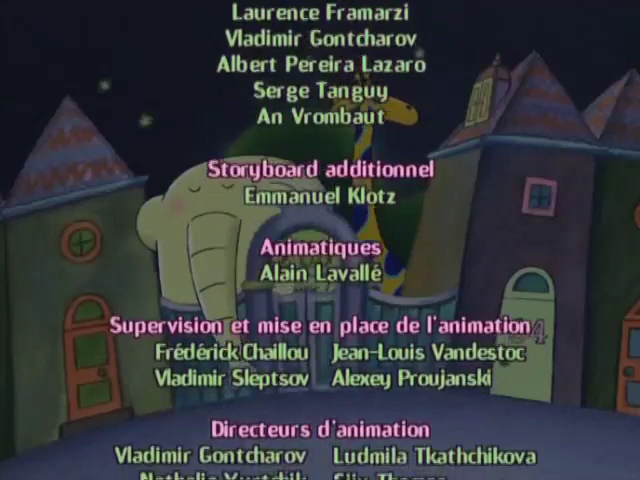 Laurence Framarzi
Vladimir Gontcharov
Albert Pereira Lazaro
Serge Tanguy
An Vrombaut
Storyboard additionnel
Emmanuel Klotz
Animatiques
Alain Lavallé
Supervision et mise en place de l'animation
Frédérick Chaillou Jean-Louis Vandestoc
Vladimir Sleptsov Alexey Proujanski
Directeurs d'animation
Vladimir Gontcharov Ludmila Tkathchikova